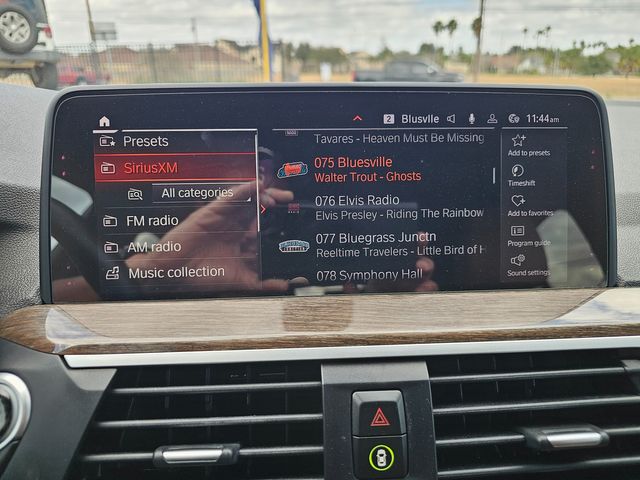 2 Blusvlle 11:44am
Presets
SiriusXM
All categories
FM radio
AM radio
Music collection
Tavares - Heaven Must Be Missing
075 Bluesville
Walter Trout - Ghosts
076 Elvis Radio
Elvis Presley - Riding The Rainbow
077 Bluegrass Junctn
Reeltime Travelers - Little Bird of H
078 Symphony Hall
Add to presets
Timeshift
Add to favorites
Program guide
Sound settings